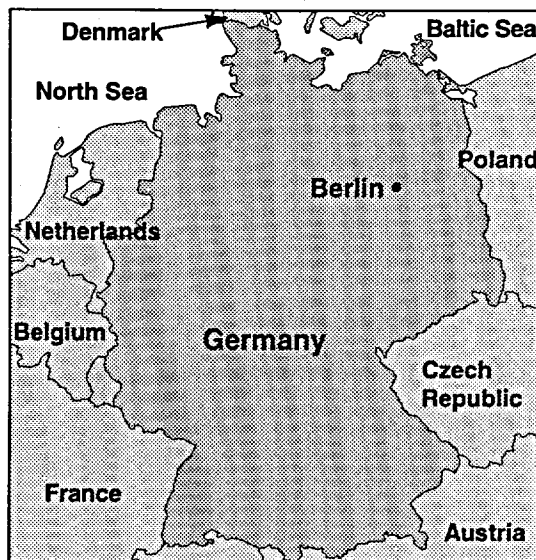 Denmark
Baltic Sea
North Sea
Poland
Berlin
Netherlands
Belgium
Germany
Czech
Republic
France
Austria